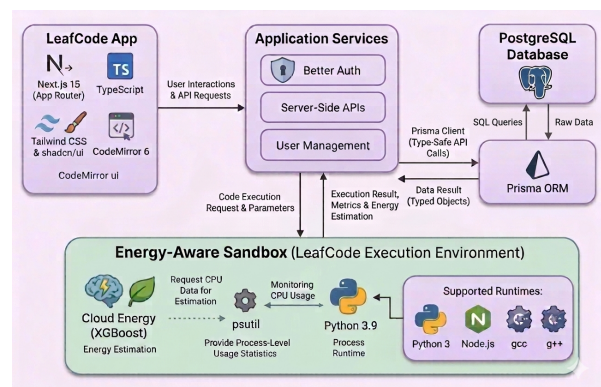 LeafCode App
N
TS
Next.js 15
(App Router)
TypeScript
Tailwind CSS
& shadcn/ui
</>
CodeMirror 6
CodeMirror ui
User Interactions
& API Requests
Application Services
Better Auth
Server-Side APIs
User Management
PostgreSQL
Database
SQL Queries
Raw Data
Prisma Client
(Type-Safe API
Calls)
Data Result
(Typed Objects)
Prisma ORM
Code Execution
Request & Parameters
Execution Result,
Metrics & Energy
Estimation
Energy-Aware Sandbox (LeafCode Execution Environment)
Cloud Energy
(XGBoost)
Energy Estimation
Request CPU
Data for
Estimation
psutil
Provide Process-Level
Usage Statistics
Monitoring
CPU Usage
Python 3.9
Process
Runtime
Supported Runtimes:
N
Python 3
Node.js
gcc
g++